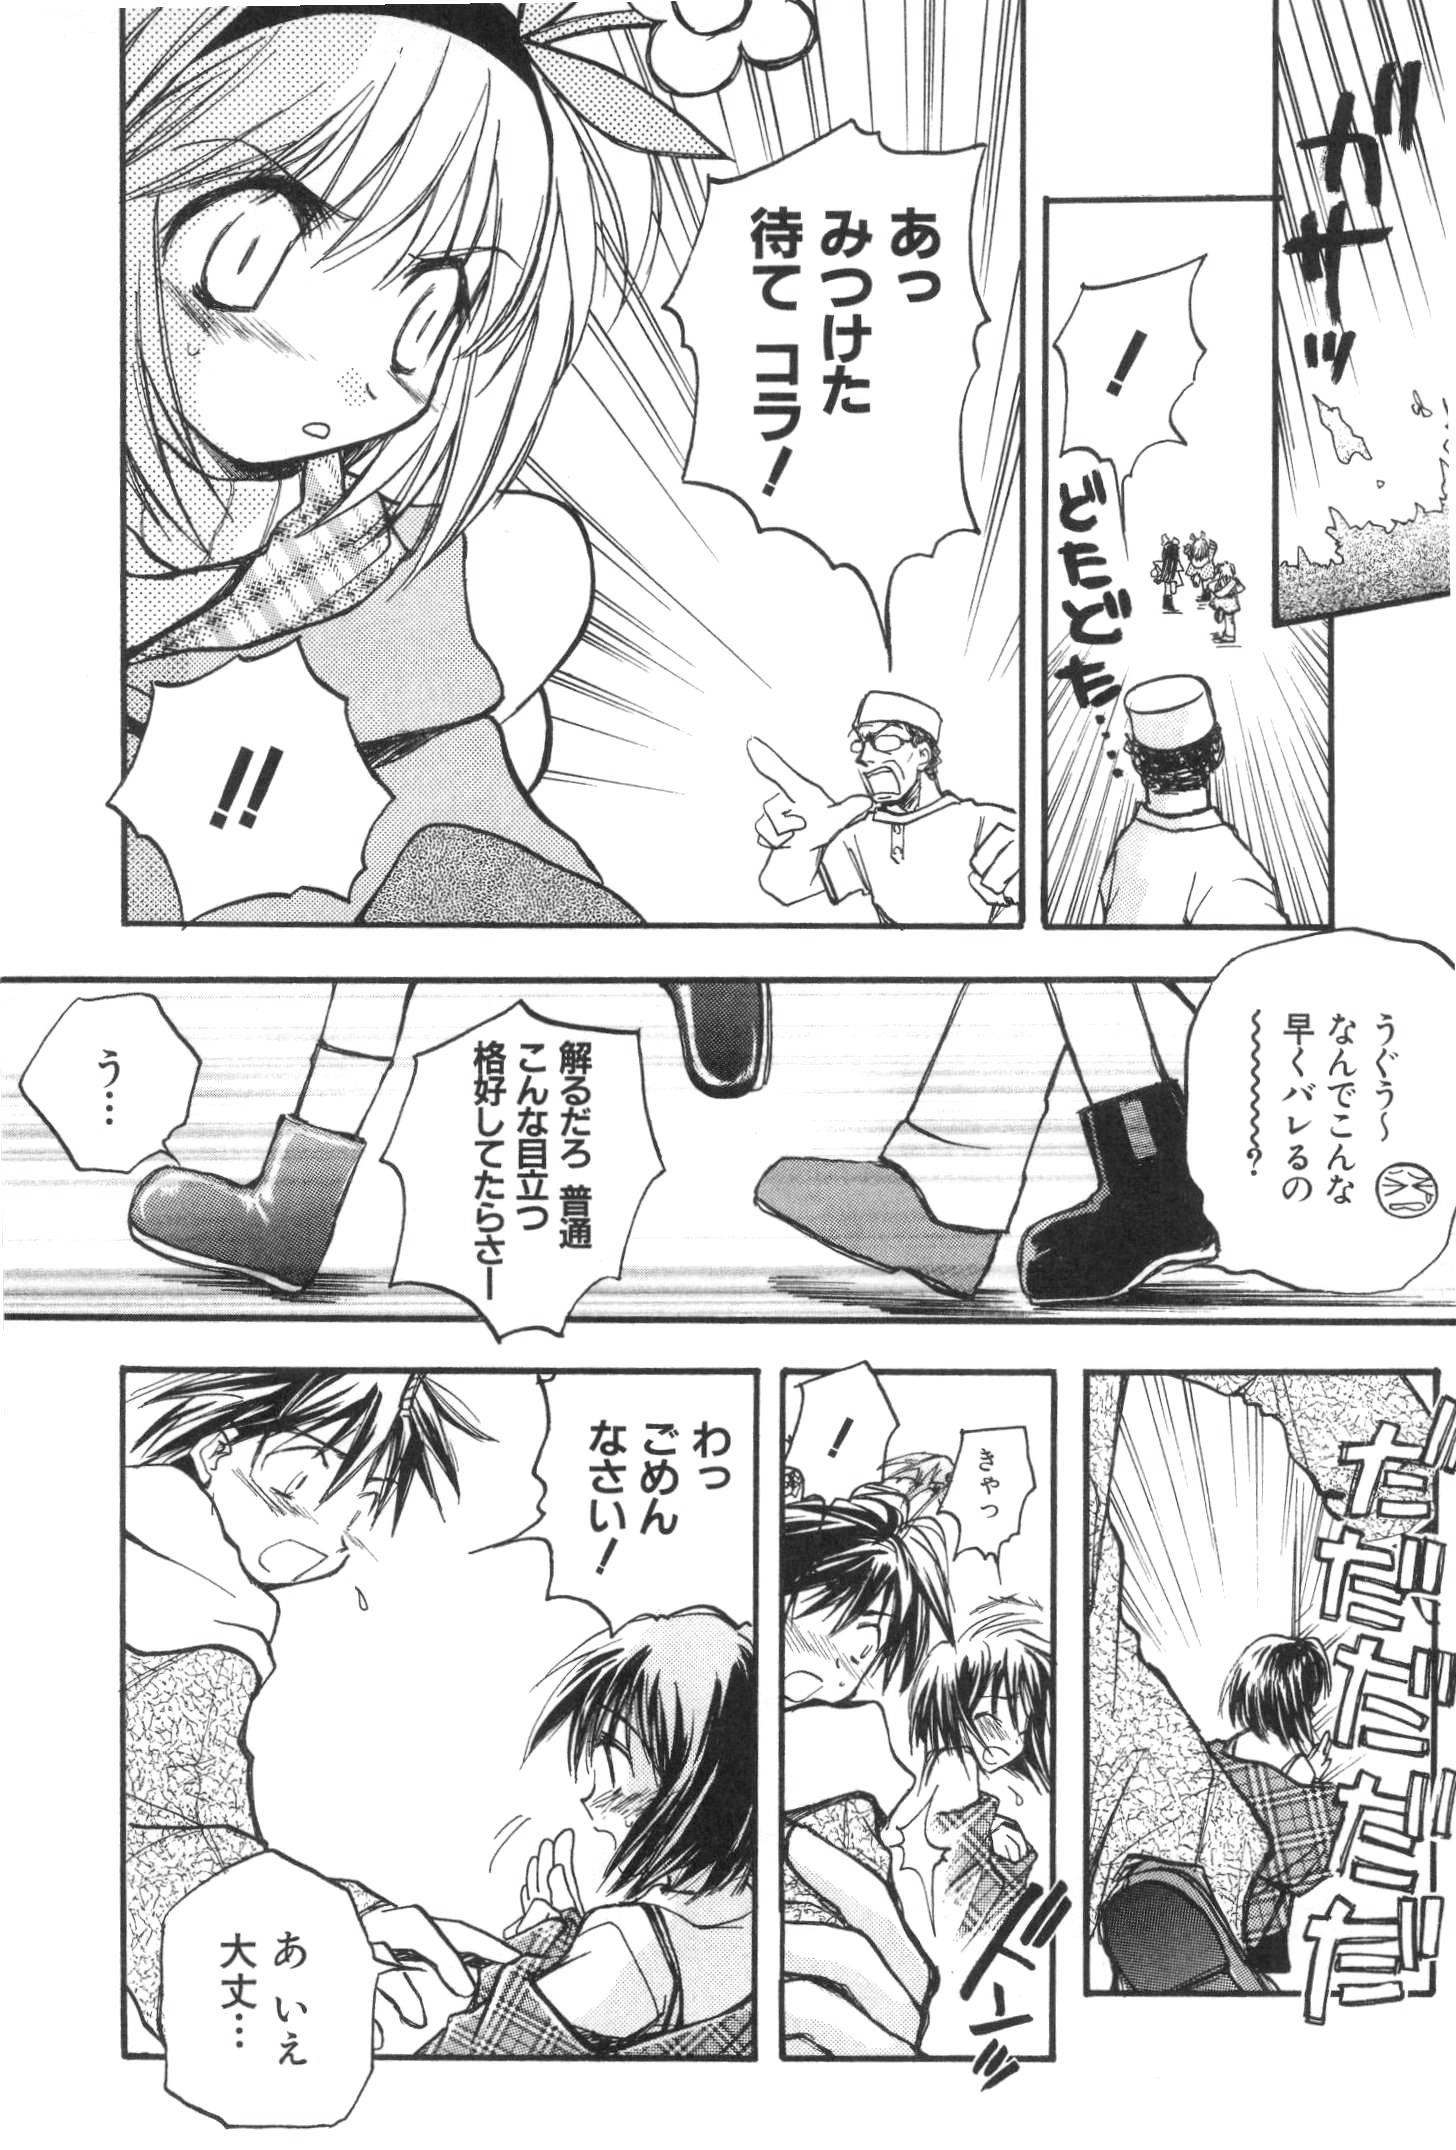 ガサッ
！
どたどた……
あっ
みつけた
待てコラ！
！！
うぐぅ〜
なんでこんな
早くバレるの
〜〜〜〜〜〜？
解るだろ 普通
こんな目立つ
格好してたらさー
う…
だだだだだだ
きゃっ
！
ドンッ
わっ
ごめん
なさい！
あ いえ
大丈…